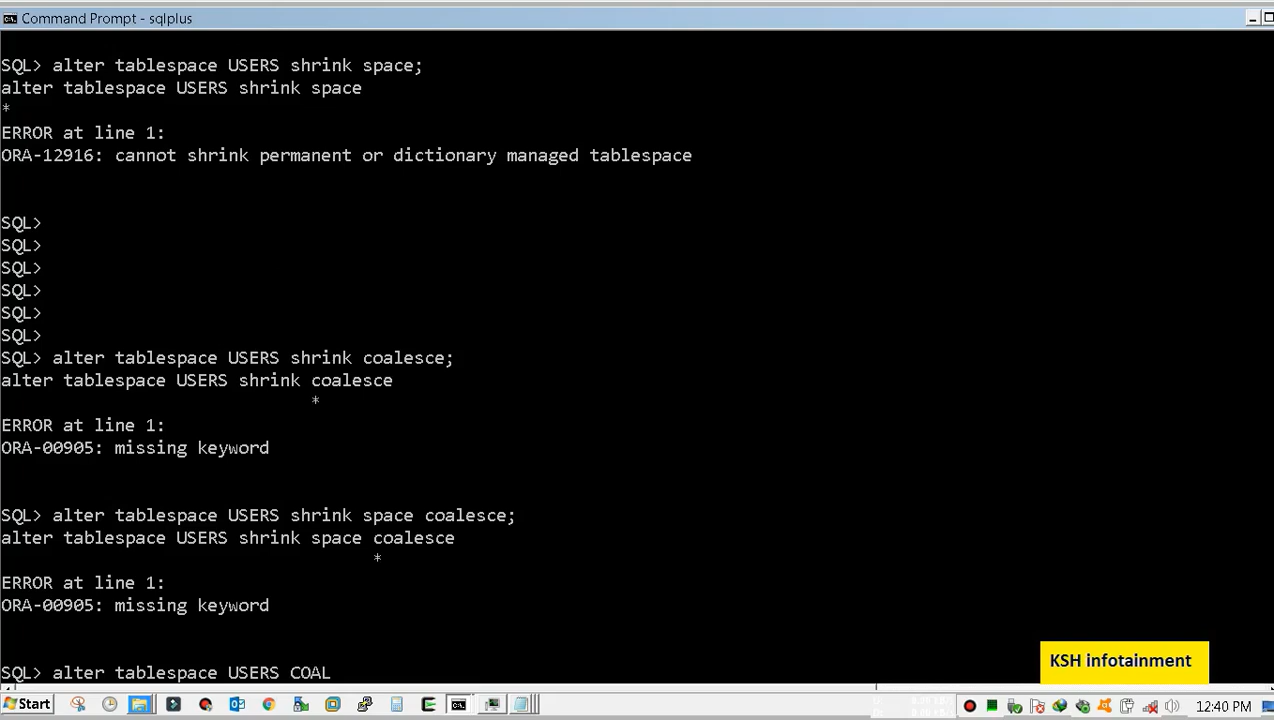 Command Prompt - sqlplus
SQL> alter tablespace USERS shrink space;
alter tablespace USERS shrink space
*
ERROR at line 1:
ORA-12916: cannot shrink permanent or dictionary managed tablespace
SQL>
SQL>
SQL>
SQL>
SQL>
SQL>
SQL> alter tablespace USERS shrink coalesce;
alter tablespace USERS shrink coalesce
*
ERROR at line 1:
ORA-00905: missing keyword
SQL> alter tablespace USERS shrink space coalesce;
alter tablespace USERS shrink space coalesce
*
ERROR at line 1:
ORA-00905: missing keyword
KSH infotainment
SQL> alter tablespace USERS COAL
Start
12:40 PM